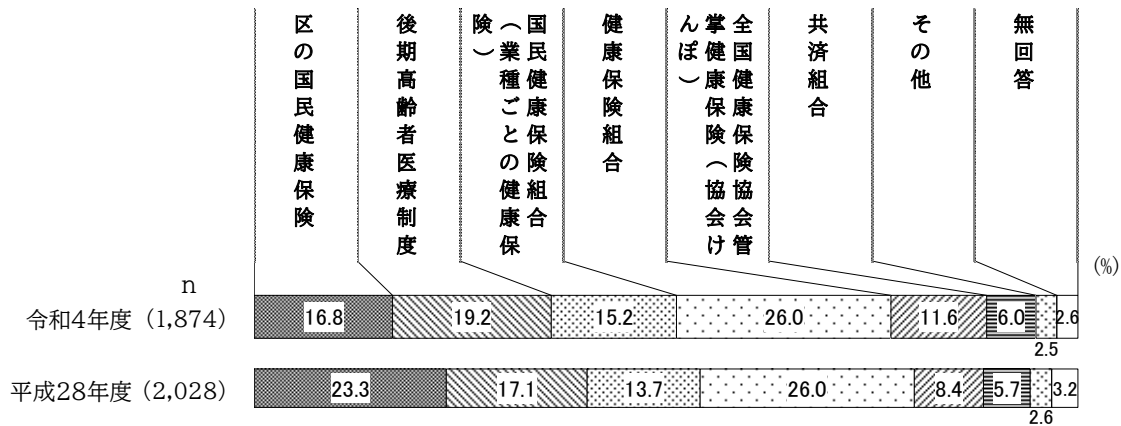 区の国民健康保険
後期高齢者医療制度
国民健康保険組合
（業種ごとの健康保
険）
健康保険組合
全国健康保険協会管
掌健康保険（協会け
んぽ）
共済組合
その他
無回答
(%)
n
令和4年度 (1,874)
16.8
19.2
15.2
26.0
11.6
6.0
2.5
2.6
平成28年度 (2,028)
23.3
17.1
13.7
26.0
8.4
5.7
2.6
3.2